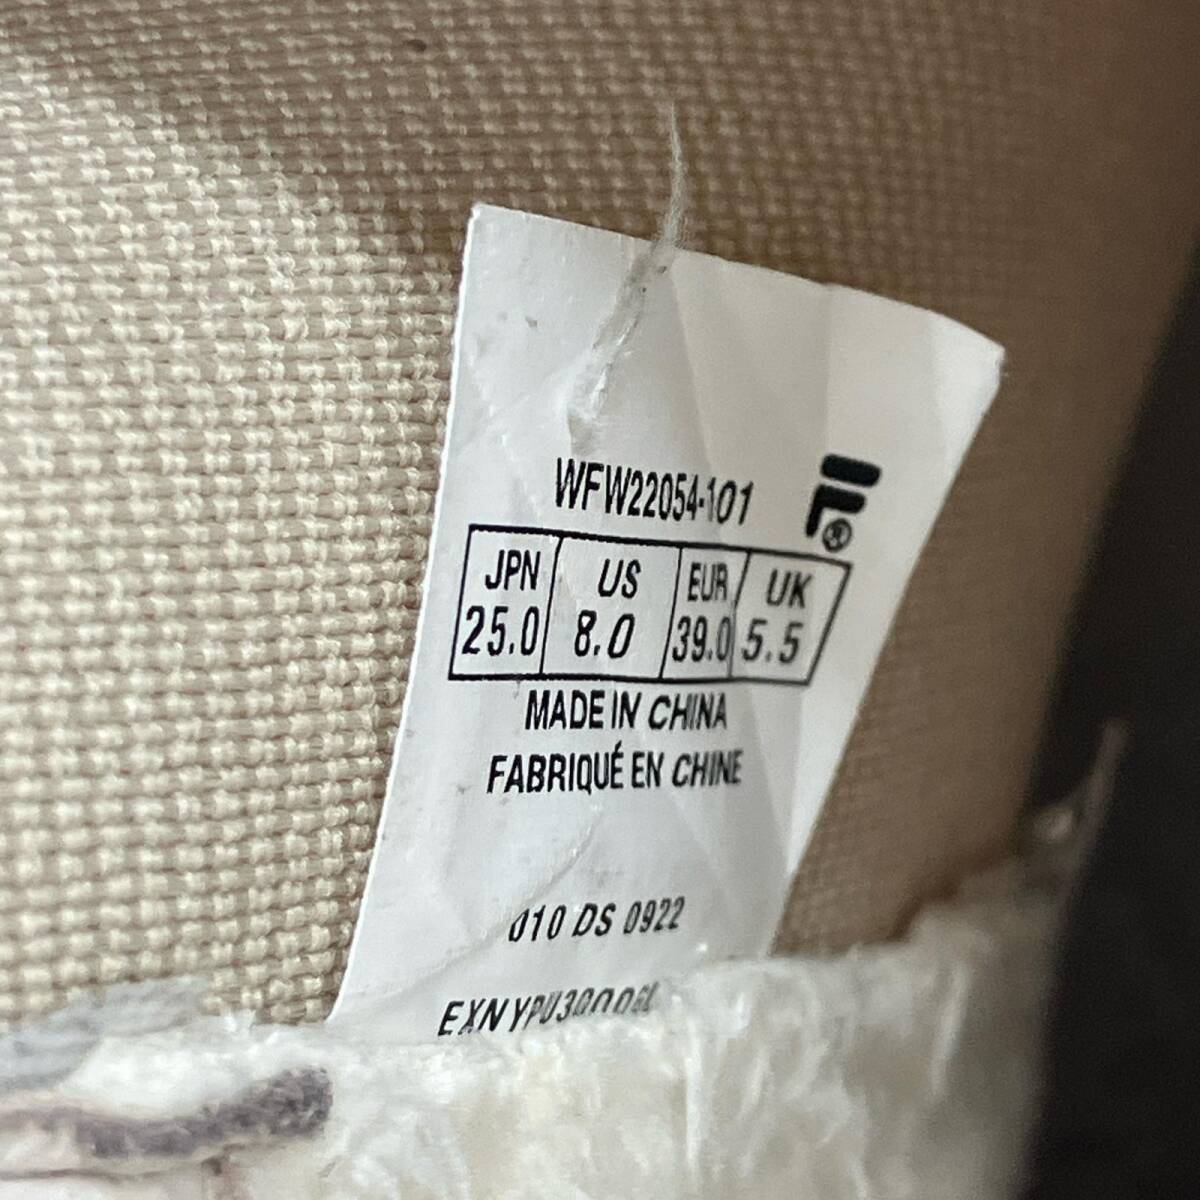 WFW22054-101
JPN US EUR UK
25.0 8.0 39.0 5.5
MADE IN CHINA
FABRIQUÉ EN CHINE
010 DS 0922